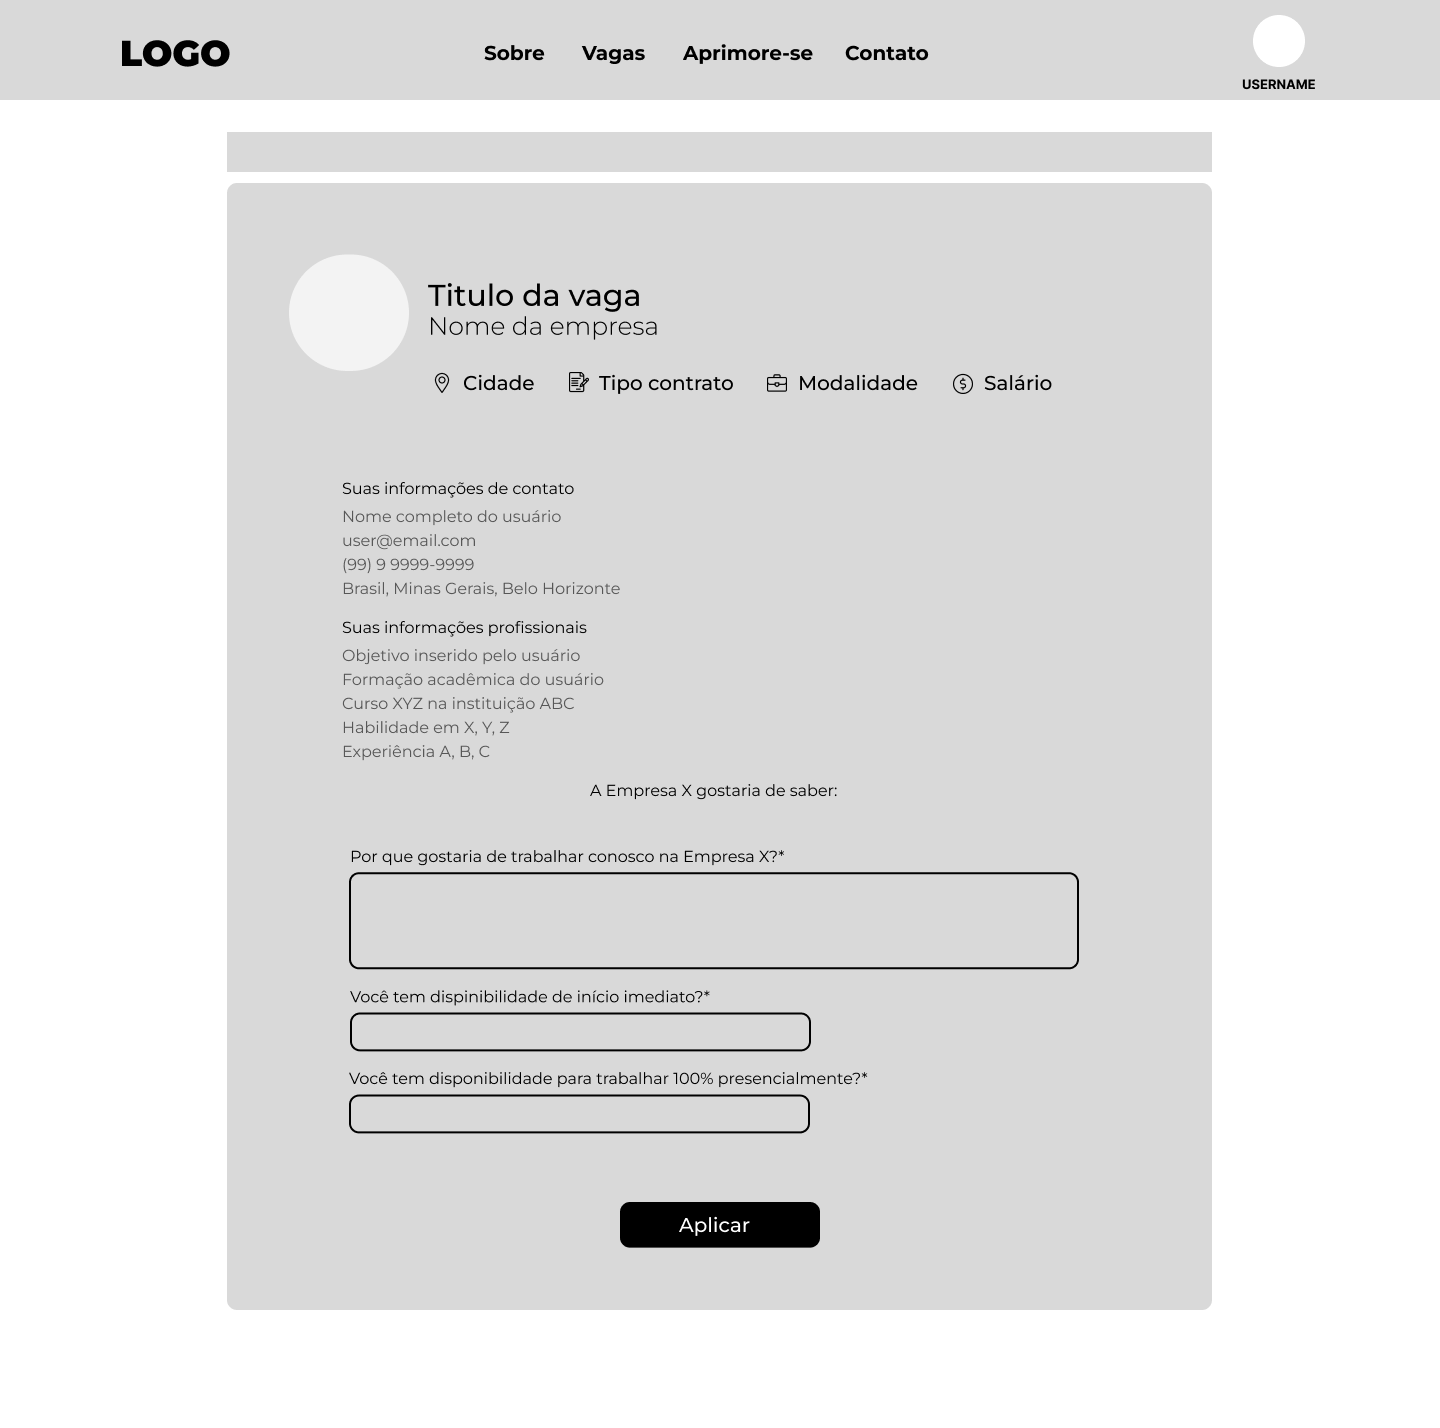 LOGO
Sobre Vagas Aprimore-se Contato
USERNAME
Titulo da vaga
Nome da empresa
Cidade Tipo contrato Modalidade Salário
Suas informações de contato
Nome completo do usuário
user@email.com
(99) 9 9999-9999
Brasil, Minas Gerais, Belo Horizonte
Suas informações profissionais
Objetivo inserido pelo usuário
Formação acadêmica do usuário
Curso XYZ na instituição ABC
Habilidade em X, Y, Z
Experiência A, B, C
A Empresa X gostaria de saber:
Por que gostaria de trabalhar conosco na Empresa X?*
Você tem dispinibilidade de início imediato?*
Você tem disponibilidade para trabalhar 100% presencialmente?*
Aplicar